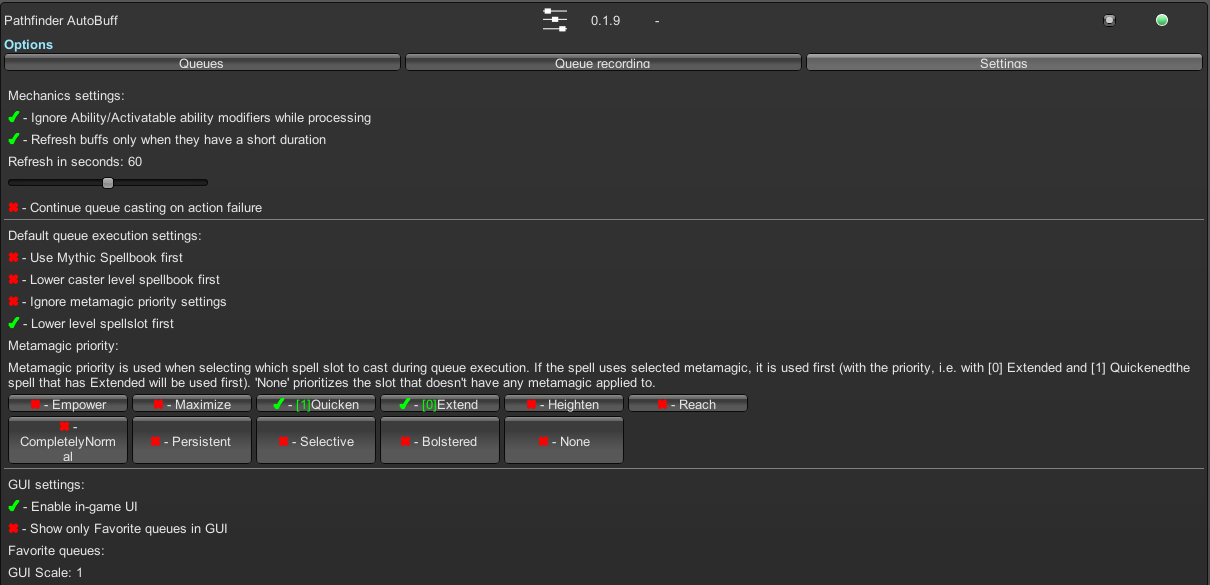 Pathfinder AutoBuff 0.1.9 -
Options
Queues Queue recording Settings
Mechanics settings:
✔ - Ignore Ability/Activatable ability modifiers while processing
✔ - Refresh buffs only when they have a short duration
Refresh in seconds: 60
✖ - Continue queue casting on action failure
Default queue execution settings:
✖ - Use Mythic Spellbook first
✖ - Lower caster level spellbook first
✖ - Ignore metamagic priority settings
✔ - Lower level spellslot first
Metamagic priority:
Metamagic priority is used when selecting which spell slot to cast during queue execution. If the spell uses selected metamagic, it is used first (with the priority, i.e. with [0] Extended and [1] Quickenedthe
spell that has Extended will be used first). 'None' prioritizes the slot that doesn't have any metamagic applied to.
✖ - Empower ✖ - Maximize ✔ - [1]Quicken ✔ - [0]Extend ✖ - Heighten ✖ - Reach
✖ -
CompletelyNorm
al
✖ - Persistent ✖ - Selective ✖ - Bolstered ✖ - None
GUI settings:
✔ - Enable in-game UI
✖ - Show only Favorite queues in GUI
Favorite queues:
GUI Scale: 1